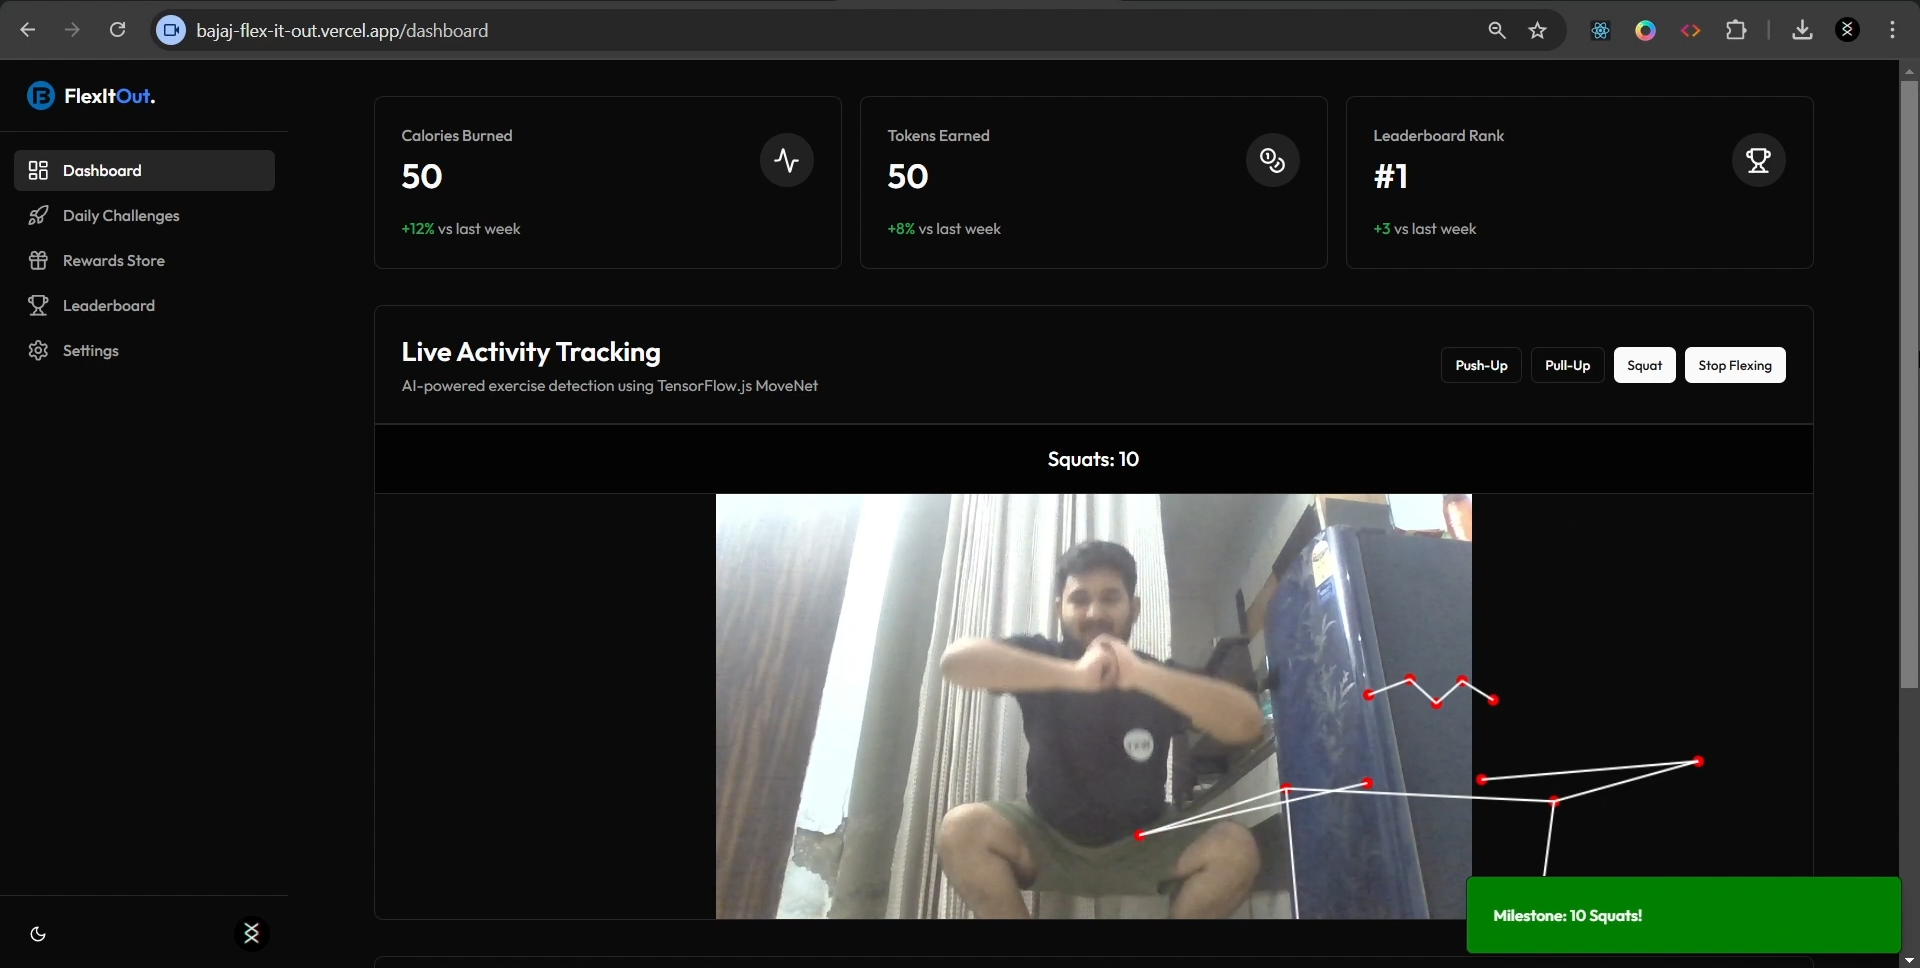 bajaj-flex-it-out.vercel.app/dashboard
FlexItOut.
Dashboard
Daily Challenges
Rewards Store
Leaderboard
Settings
Calories Burned
50
+12% vs last week
Tokens Earned
50
+8% vs last week
Leaderboard Rank
#1
+3 vs last week
Live Activity Tracking
AI-powered exercise detection using TensorFlow.js MoveNet
Push-Up
Pull-Up
Squat
Stop Flexing
Squats: 10
Milestone: 10 Squats!